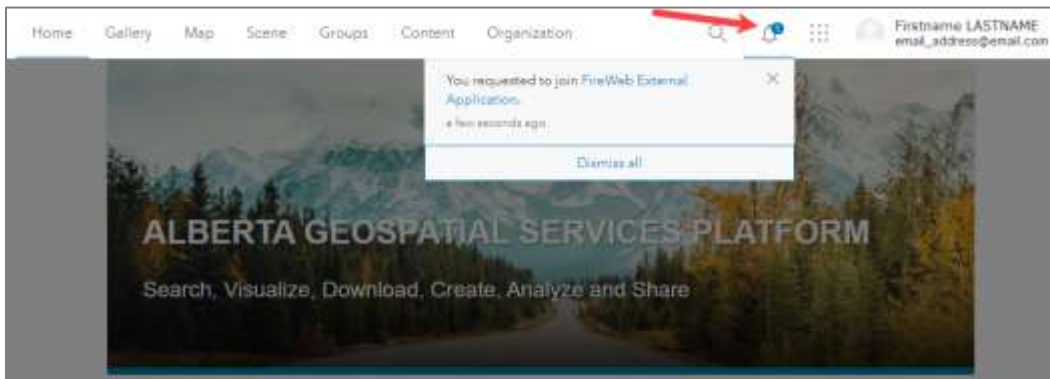 Home Gallery Map Scene Groups Content Organization
1
Firstname LASTNAME
email_address@email.com
You requested to join FireWeb External
Application.
a few seconds ago
Dismiss all
ALBERTA GEOSPATIAL SERVICES PLATFORM
Search, Visualize, Download, Create, Analyze and Share